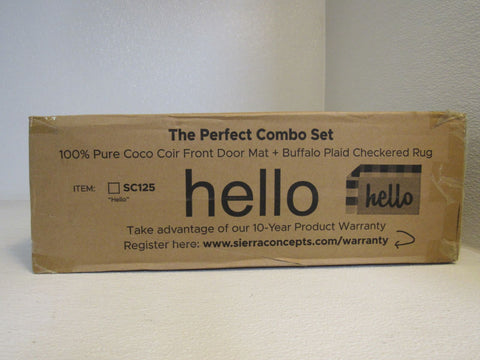 The Perfect Combo Set
100% Pure Coco Coir Front Door Mat + Buffalo Plaid Checkered Rug
ITEM: SC125
"Hello"
hello
hello
Take advantage of our 10-Year Product Warranty
Register here: www.sierraconcepts.com/warranty